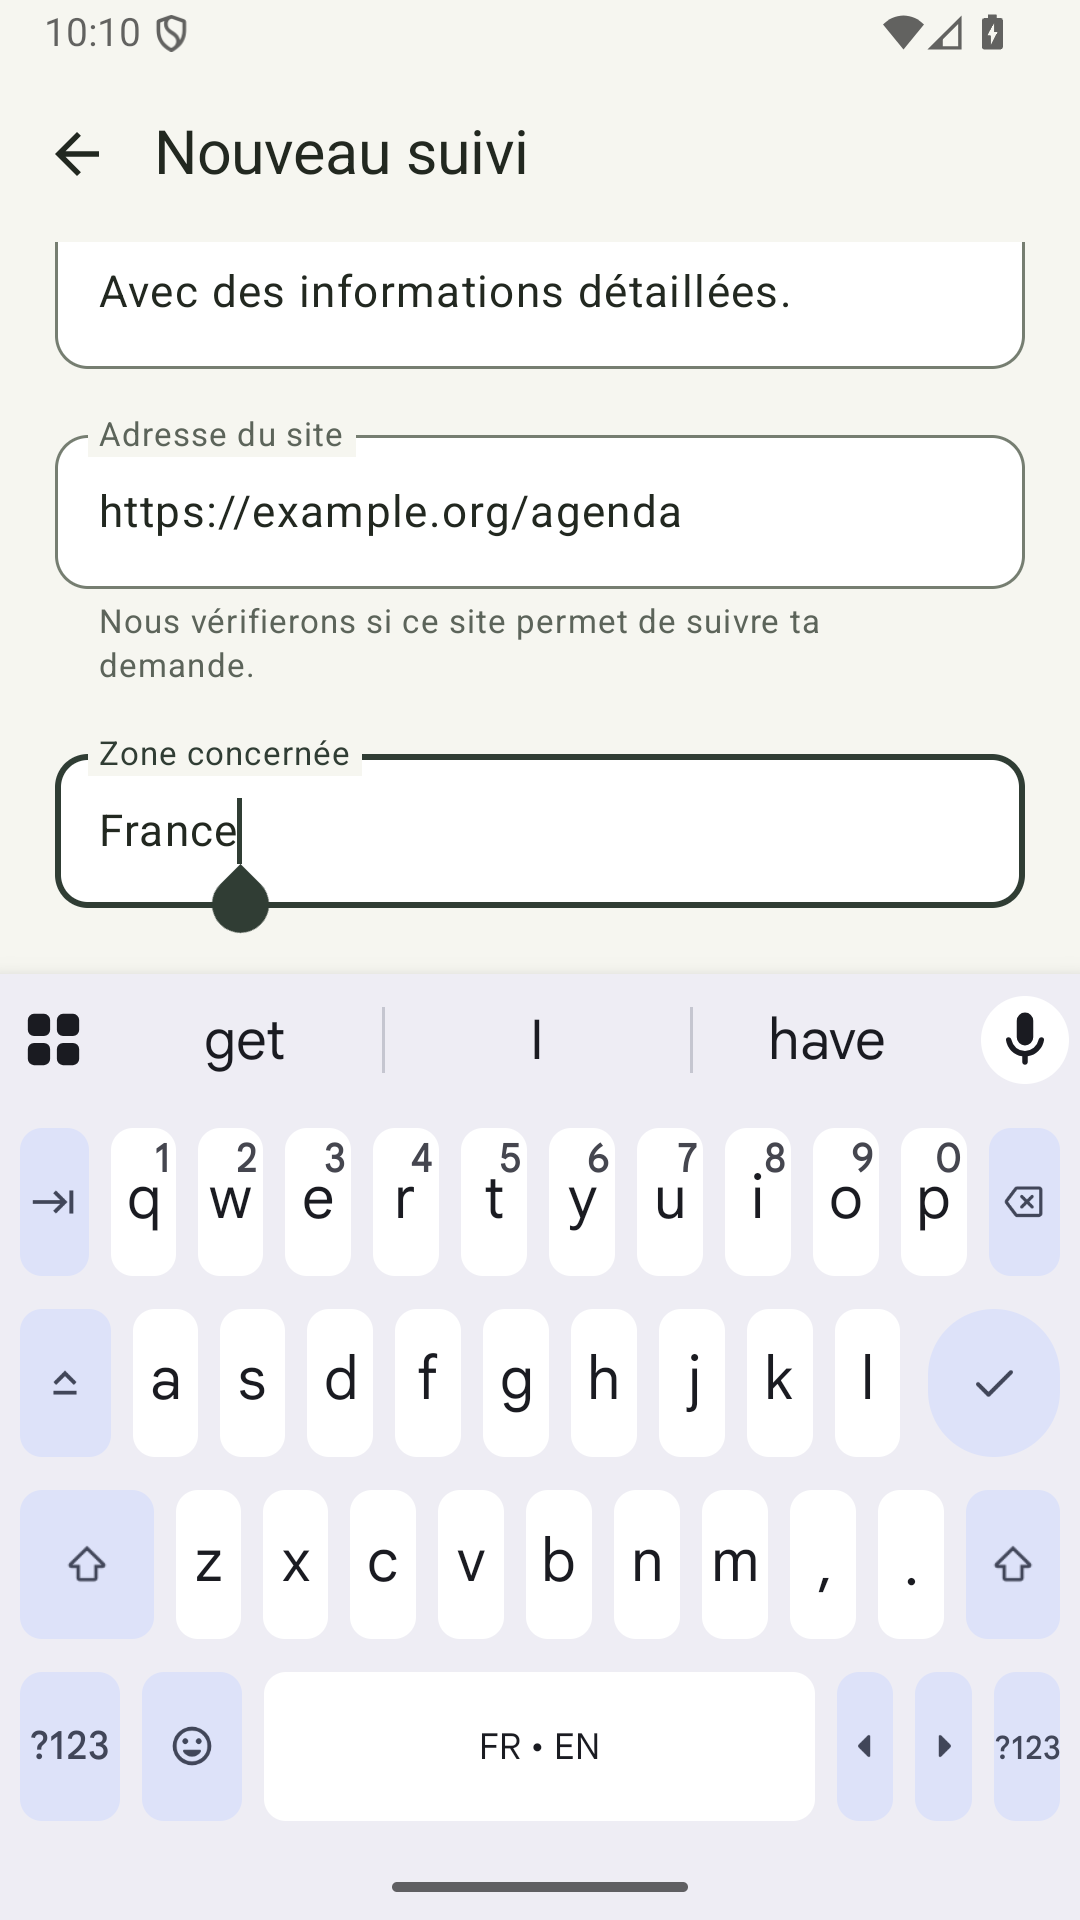 10:10
Nouveau suivi
Avec des informations détaillées.
Adresse du site
https://example.org/agenda
Nous vérifierons si ce site permet de suivre ta
demande.
Zone concernée
France
get I have
1 2 3 4 5 6 7 8 9 0
q w e r t y u i o p
a s d f g h j k l
z x c v b n m , .
?123 FR • EN ?123